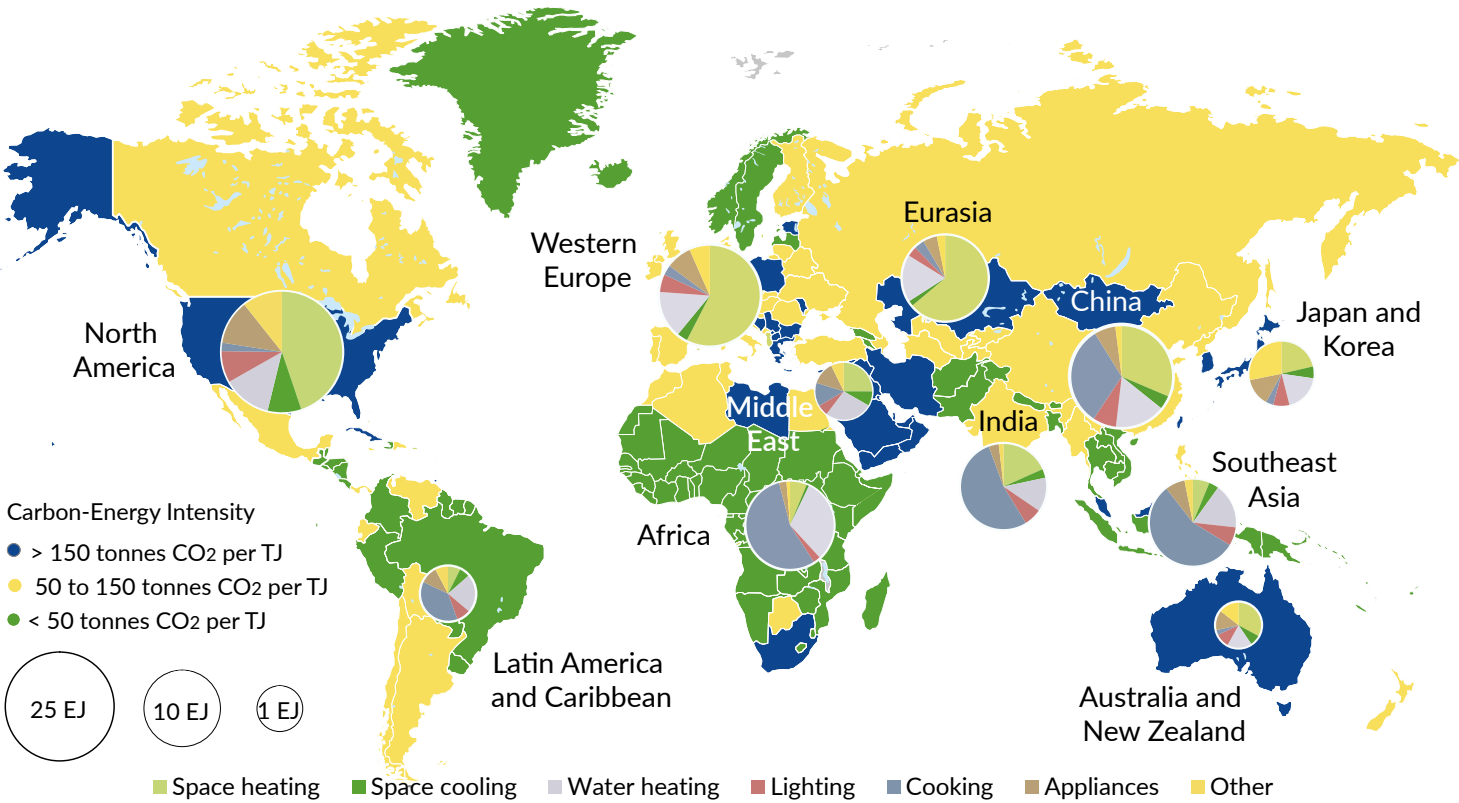 Eurasia
Western
Europe
China
Japan and
Korea
North
America
Middle
East
India
Southeast
Asia
Africa
Carbon-Energy Intensity
> 150 tonnes CO2 per TJ
50 to 150 tonnes CO2 per TJ
< 50 tonnes CO2 per TJ
Latin America
and Caribbean
Australia and
New Zealand
25 EJ
10 EJ
1 EJ
Space heating
Space cooling
Water heating
Lighting
Cooking
Appliances
Other